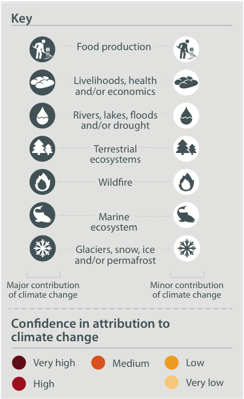 Key
Food production
Livelihoods, health
and/or economics
Rivers, lakes, floods
and/or drought
Terrestrial
ecosystems
Wildfire
Marine
ecosystem
Glaciers, snow, ice
and/or permafrost
Major contribution
of climate change
Minor contribution
of climate change
Confidence in attribution to
climate change
Very high
Medium
Low
High
Very low